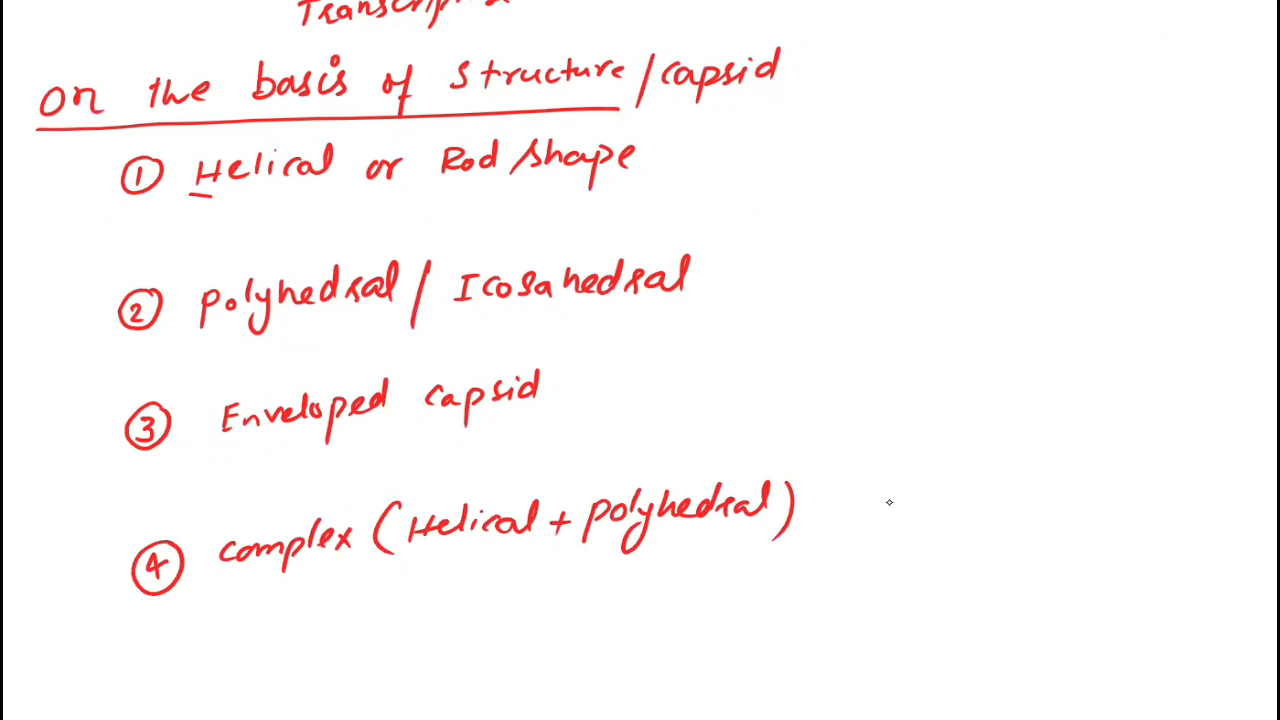 on the basis of structure/capsid
① Helical or Rod shape
② Polyhedral/Icosahedral
③ Enveloped capsid
④ complex (Helical + polyhedral)